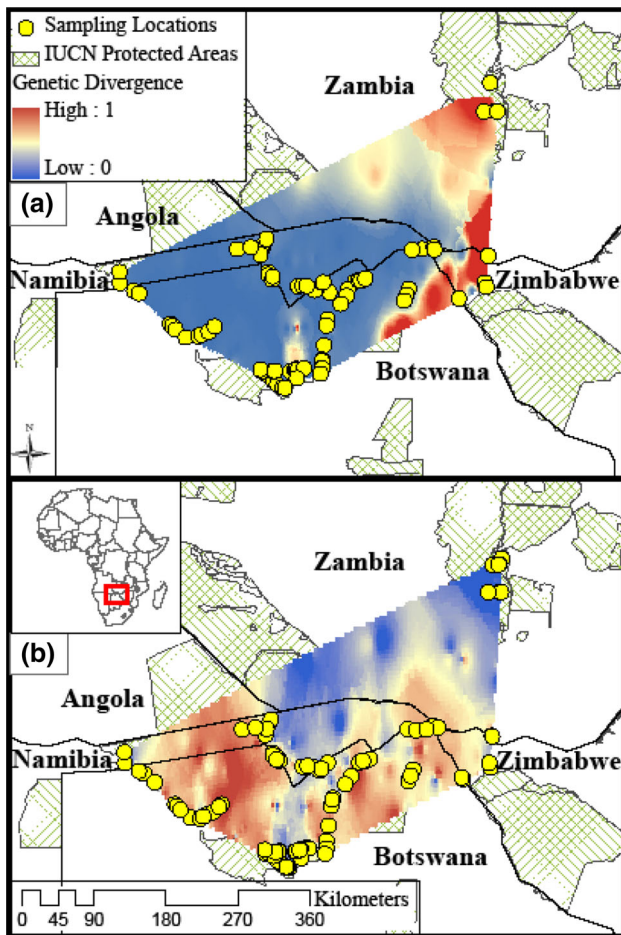 Sampling Locations
IUCN Protected Areas
Genetic Divergence
High : 1
Low : 0
(a)
Zambia
Angola
Namibia
Zimbabwe
Botswana
N
(b)
Zambia
Angola
Namibia
Zimbabwe
Botswana
Kilometers
0 45 90 180 270 360